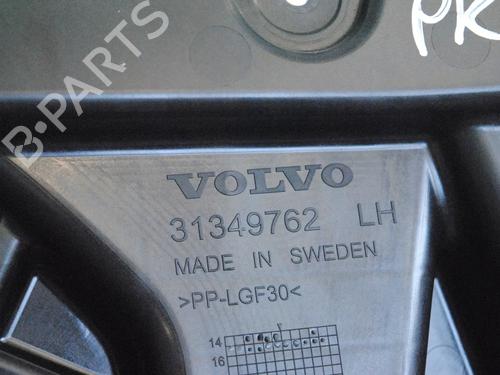 PK
B-PARTS
VOLVO
31349762 LH
MADE IN SWEDEN
>PP-LGF30<
14
16